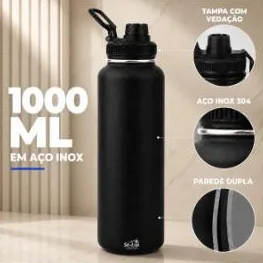 TAMPA COM
VEDAÇÃO
1000
ML
EM AÇO INOX
AÇO INOX 304
PAREDE DUPLA